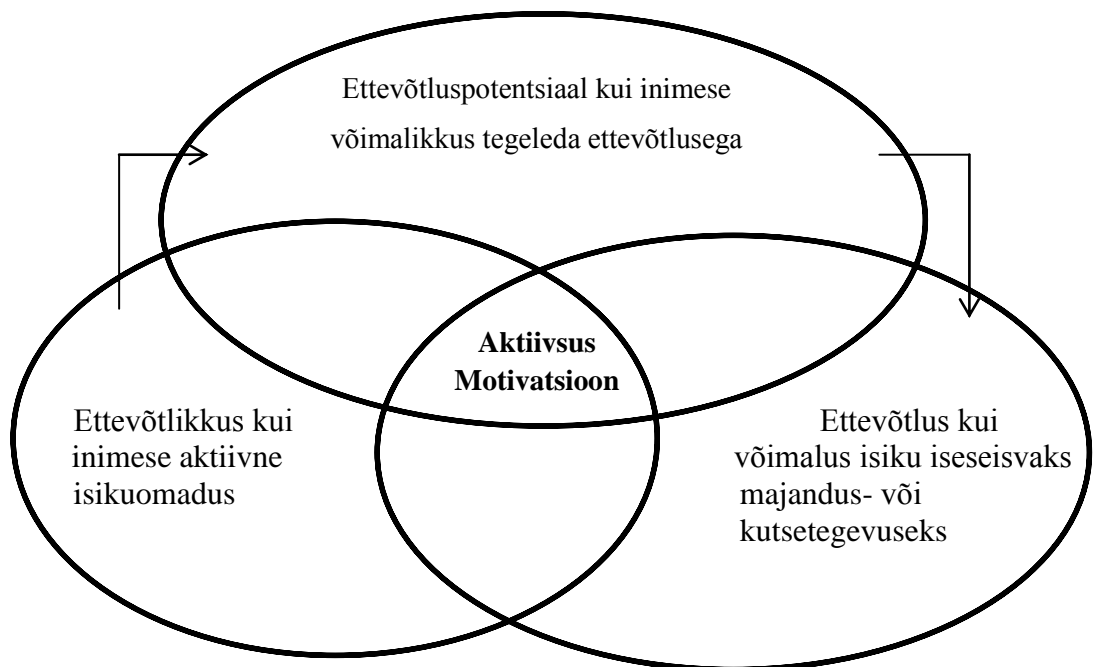 Ettevõtluspotentsiaal kui inimese
võimalikkus tegeleda ettevõtlusega
Aktiivsus
Motivatsioon
Ettevõtlikkus kui
inimese aktiivne
isikuomadus
Ettevõtlus kui
võimalus isiku iseseisvaks
majandus- või
kutsetegevuseks